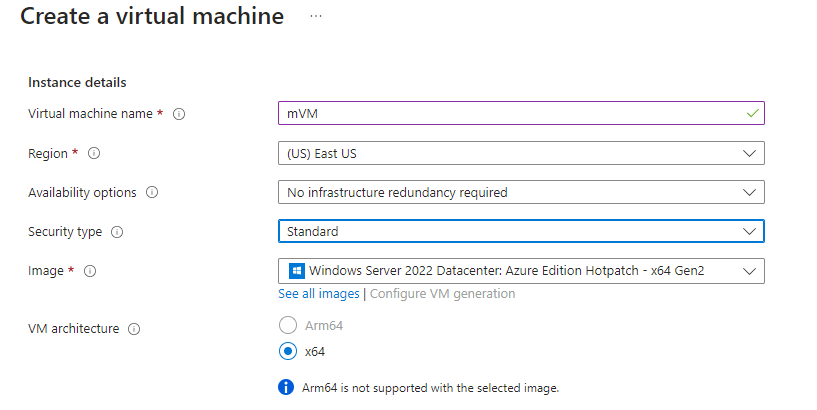 Create a virtual machine ...
Instance details
Virtual machine name *
mVM
Region *
(US) East US
Availability options
No infrastructure redundancy required
Security type
Standard
Image *
Windows Server 2022 Datacenter: Azure Edition Hotpatch - x64 Gen2
See all images | Configure VM generation
VM architecture
Arm64
x64
Arm64 is not supported with the selected image.